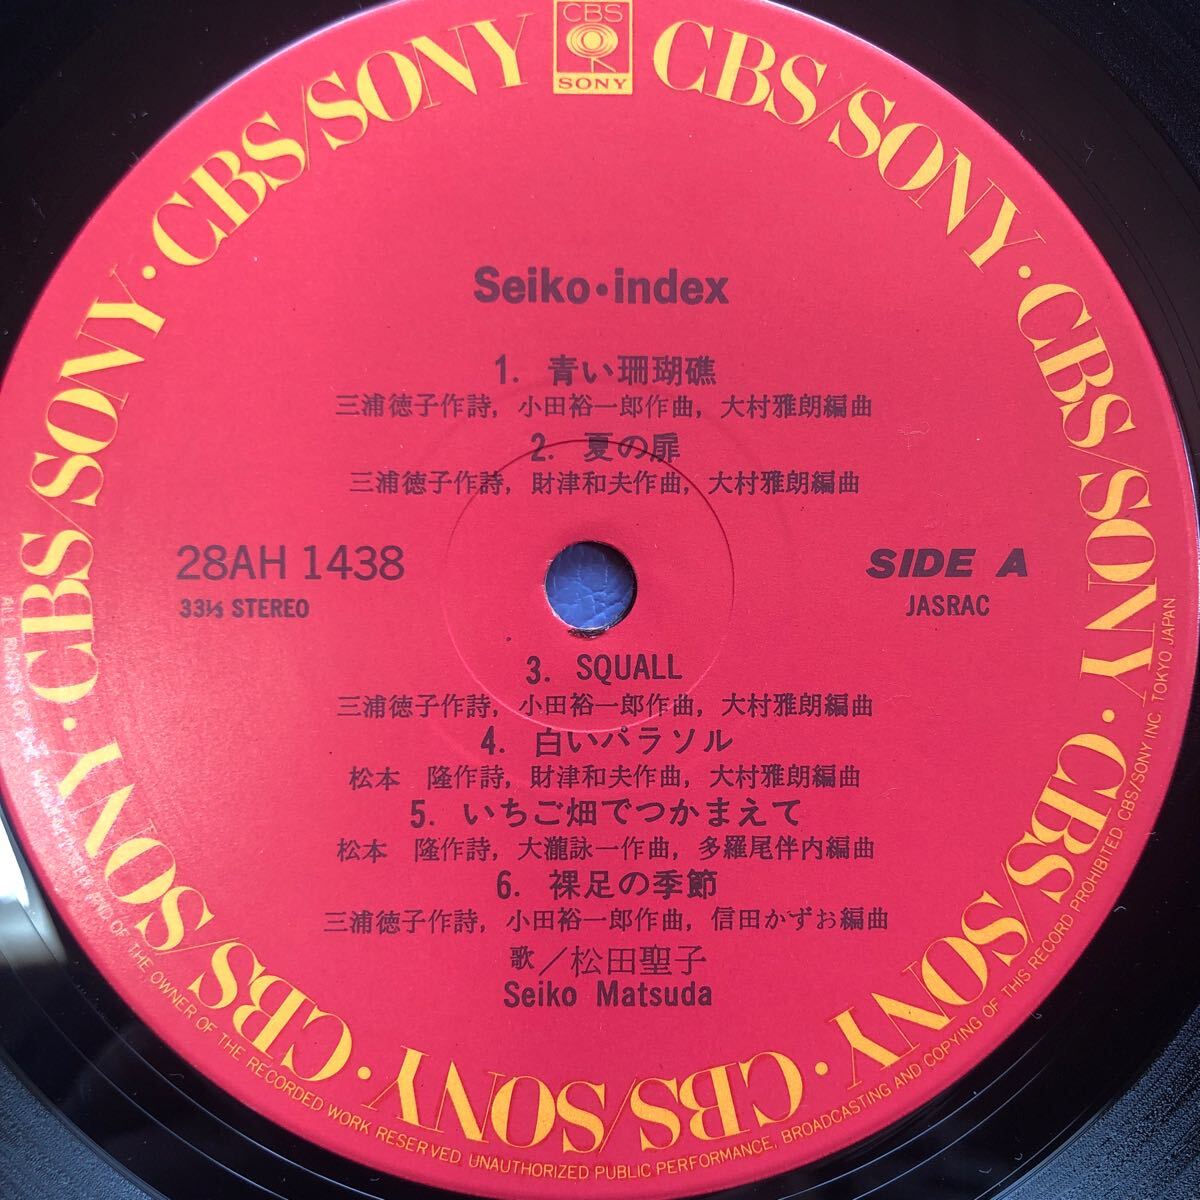 CBS
SONY
CBS/SONY · CBS/SONY · CBS/SONY · CBS/SONY · CBS/SONY · CBS/SONY · CBS/SONY · CBS/SONY · CBS/SONY
Seiko•index
1. 青い珊瑚礁
三浦徳子作詩, 小田裕一郎作曲, 大村雅朗編曲
2. 夏の扉
三浦徳子作詩, 財津和夫作曲, 大村雅朗編曲
28AH 1438
33⅓ STEREO
SIDE A
JASRAC
3. SQUALL
三浦徳子作詩, 小田裕一郎作曲, 大村雅朗編曲
4. 白いパラソル
松本 隆作詩, 財津和夫作曲, 大村雅朗編曲
5. いちご畑でつかまえて
松本 隆作詩, 大瀧詠一作曲, 多羅尾伴内編曲
6. 裸足の季節
三浦徳子作詩, 小田裕一郎作曲, 信田かずお編曲
歌／松田聖子
Seiko Matsuda
OF THE OWNER OF THE RECORDED WORK RESERVED. UNAUTHORIZED PUBLIC PERFORMANCE, BROADCASTING AND COPYING OF THIS RECORD PROHIBITED. CBS/SONY INC. TOKYO JAPAN